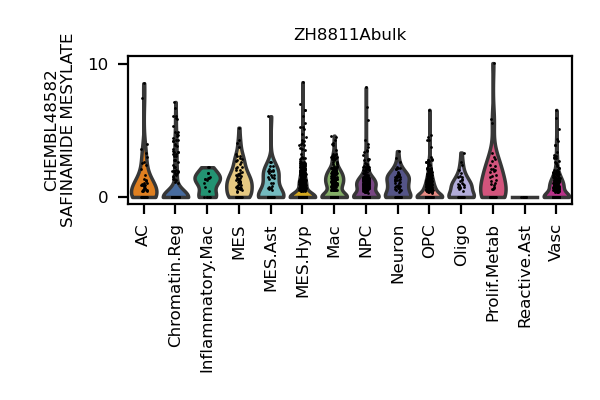 ZH8811Abulk
CHEMBL48582
SAFINAMIDE MESYLATE
10
0
AC
Chromatin.Reg
Inflammatory.Mac
MES
MES.Ast
MES.Hyp
Mac
NPC
Neuron
OPC
Oligo
Prolif.Metab
Reactive.Ast
Vasc